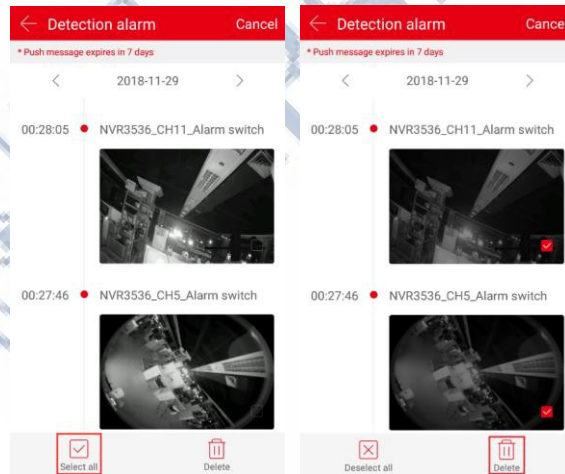 Detection alarm Cancel
* Push message expires in 7 days
2018-11-29
00:28:05 NVR3536_CH11_Alarm switch
00:27:46 NVR3536_CH5_Alarm switch
Select all Delete
Detection alarm Cance
* Push message expires in 7 days
2018-11-29
00:28:05 NVR3536_CH11_Alarm switch
00:27:46 NVR3536_CH5_Alarm switch
Deselect all Delete